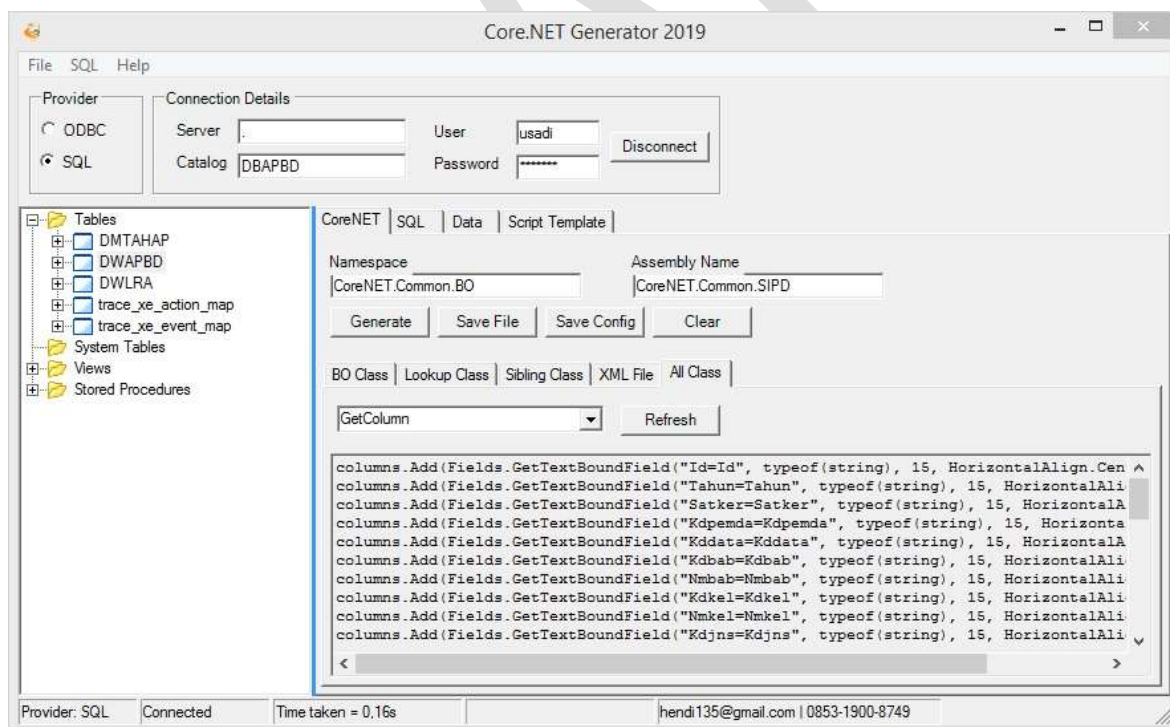 Core.NET Generator 2019
File SQL Help
Provider
ODBC
SQL
Connection Details
Server .
Catalog DBAPBD
User usadi
Password *******
Disconnect
Tables
DMTAHAP
DWAPBD
DWLRA
trace_xe_action_map
trace_xe_event_map
System Tables
Views
Stored Procedures
CoreNET SQL Data Script Template
Namespace
CoreNET.Common.BO
Assembly Name
CoreNET.Common.SIPD
Generate Save File Save Config Clear
BO Class Lookup Class Sibling Class XML File All Class
GetColumn Refresh
columns.Add(Fields.GetTextBoundField("Id=Id", typeof(string), 15, HorizontalAlign.Cen
columns.Add(Fields.GetTextBoundField("Tahun=Tahun", typeof(string), 15, HorizontalAli
columns.Add(Fields.GetTextBoundField("Satker=Satker", typeof(string), 15, HorizontalA
columns.Add(Fields.GetTextBoundField("Kdpemda=Kdpemda", typeof(string), 15, Horizonta
columns.Add(Fields.GetTextBoundField("Kddata=Kddata", typeof(string), 15, HorizontalA
columns.Add(Fields.GetTextBoundField("Kdbab=Kdbab", typeof(string), 15, HorizontalAli
columns.Add(Fields.GetTextBoundField("Nmbab=Nmbab", typeof(string), 15, HorizontalAli
columns.Add(Fields.GetTextBoundField("Kdkel=Kdkel", typeof(string), 15, HorizontalAli
columns.Add(Fields.GetTextBoundField("Nmkel=Nmkel", typeof(string), 15, HorizontalAli
columns.Add(Fields.GetTextBoundField("Kdjns=Kdjns", typeof(string), 15, HorizontalAli
Provider: SQL Connected Time taken = 0,16s hendi135@gmail.com | 0853-1900-8749